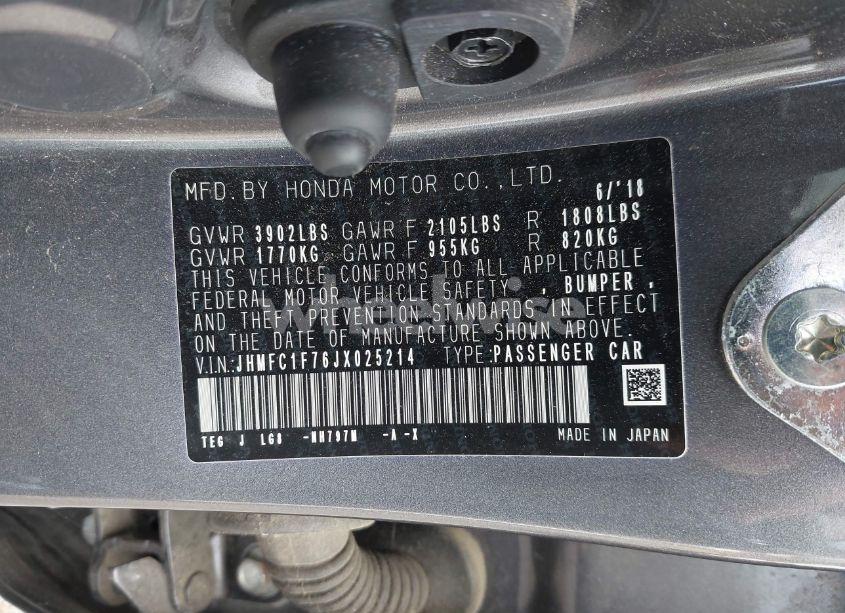 MFD. BY HONDA MOTOR CO., LTD. 6/'18
GVWR 3902LBS GAWR F 2105LBS R 1808LBS
GVWR 1770KG GAWR F 955KG R 820KG
THIS VEHICLE CONFORMS TO ALL APPLICABLE
FEDERAL MOTOR VEHICLE SAFETY , BUMPER ,
AND THEFT PREVENTION STANDARDS IN EFFECT
ON THE DATE OF MANUFACTURE SHOWN ABOVE.
V.I.N.: JHMFC1F76JX025214 TYPE: PASSENGER CAR
TEG J LG8 -NH797M -A -X MADE IN JAPAN
wheelwise